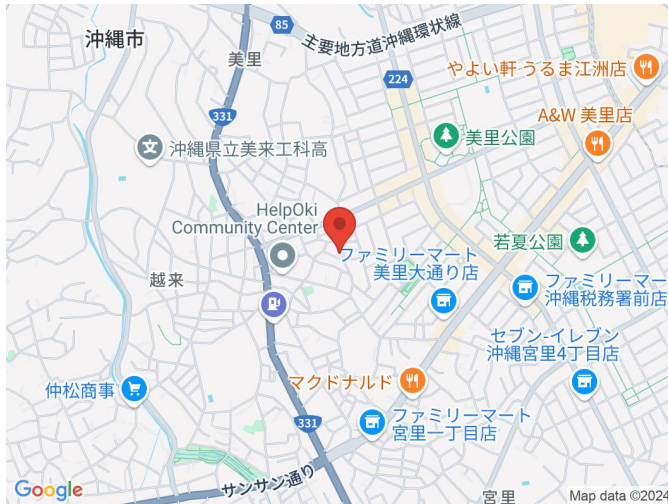 沖縄市
85
主要地方道沖縄環状線
美里
やよい軒 うるま江洲店
224
331
A&W 美里店
美里公園
文
沖縄県立美来工科高
HelpOki
Community Center
ファミリーマート
美里大通り店
若夏公園
越来
ファミリーマー
沖縄税務署前店
セブン-イレブン
沖縄宮里4丁目店
マクドナルド
仲松商事
331
ファミリーマート
宮里一丁目店
サンサン通り
宮里
Google
Map data ©2024